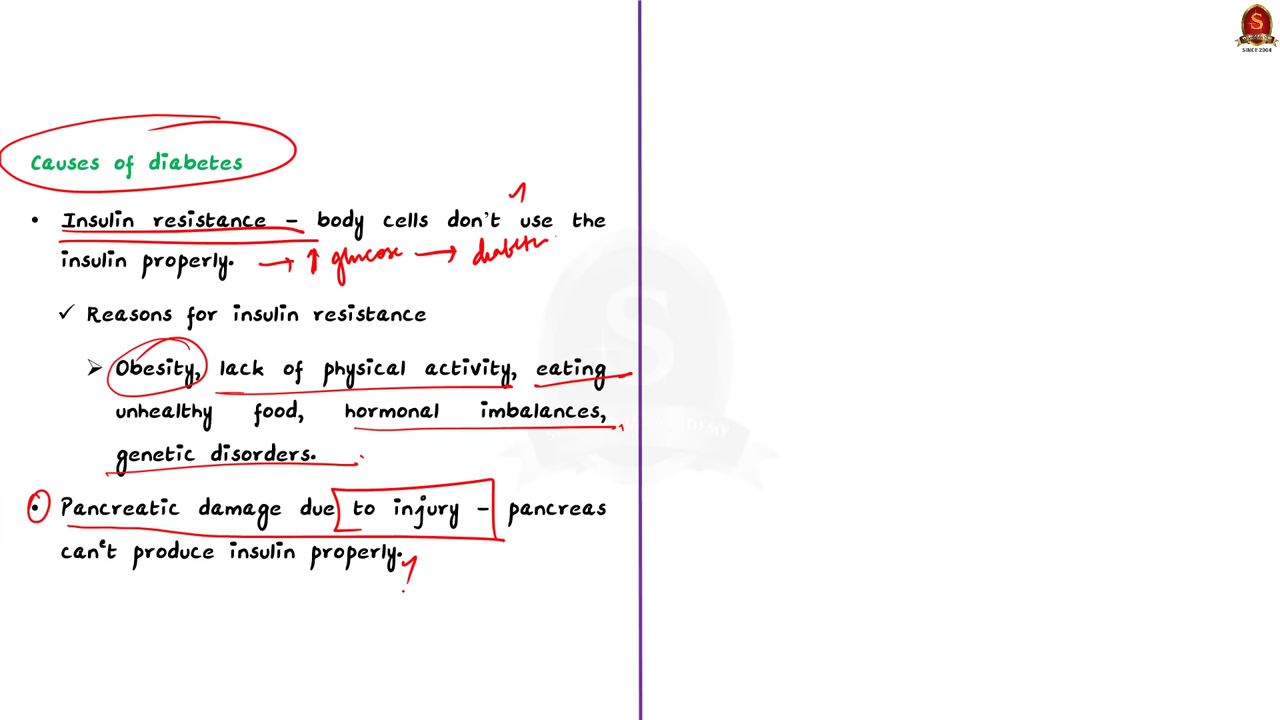 SINCE 2004
Causes of diabetes
• Insulin resistance – body cells don't use the
insulin properly. → ↑ glucose → diabetes
✓ Reasons for insulin resistance
➢ Obesity, lack of physical activity, eating
unhealthy food, hormonal imbalances,
genetic disorders.
• Pancreatic damage due to injury – pancreas
can't produce insulin properly.